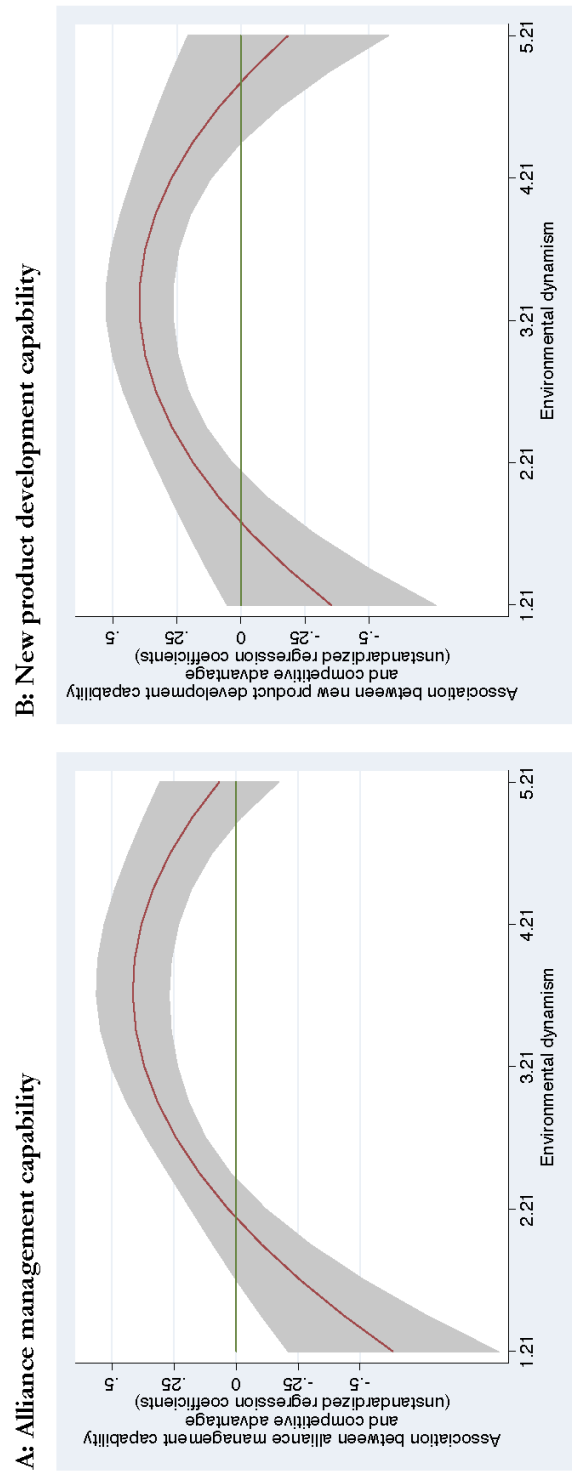 A: Alliance management capability
Association between alliance management capability
and competitive advantage
(unstandardized regression coefficients)
.5
.25
0
-.25
-.5
1.21
2.21
3.21
4.21
5.21
Environmental dynamism
B: New product development capability
Association between new product development capability
and competitive advantage
(unstandardized regression coefficients)
.5
.25
0
-.25
-.5
1.21
2.21
3.21
4.21
5.21
Environmental dynamism